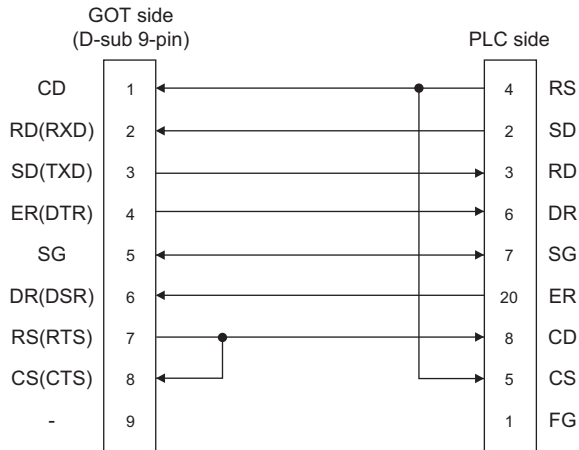 GOT side
(D-sub 9-pin)
PLC side
CD 1 4 RS
RD(RXD) 2 2 SD
SD(TXD) 3 3 RD
ER(DTR) 4 6 DR
SG 5 7 SG
DR(DSR) 6 20 ER
RS(RTS) 7 8 CD
CS(CTS) 8 5 CS
- 9 1 FG